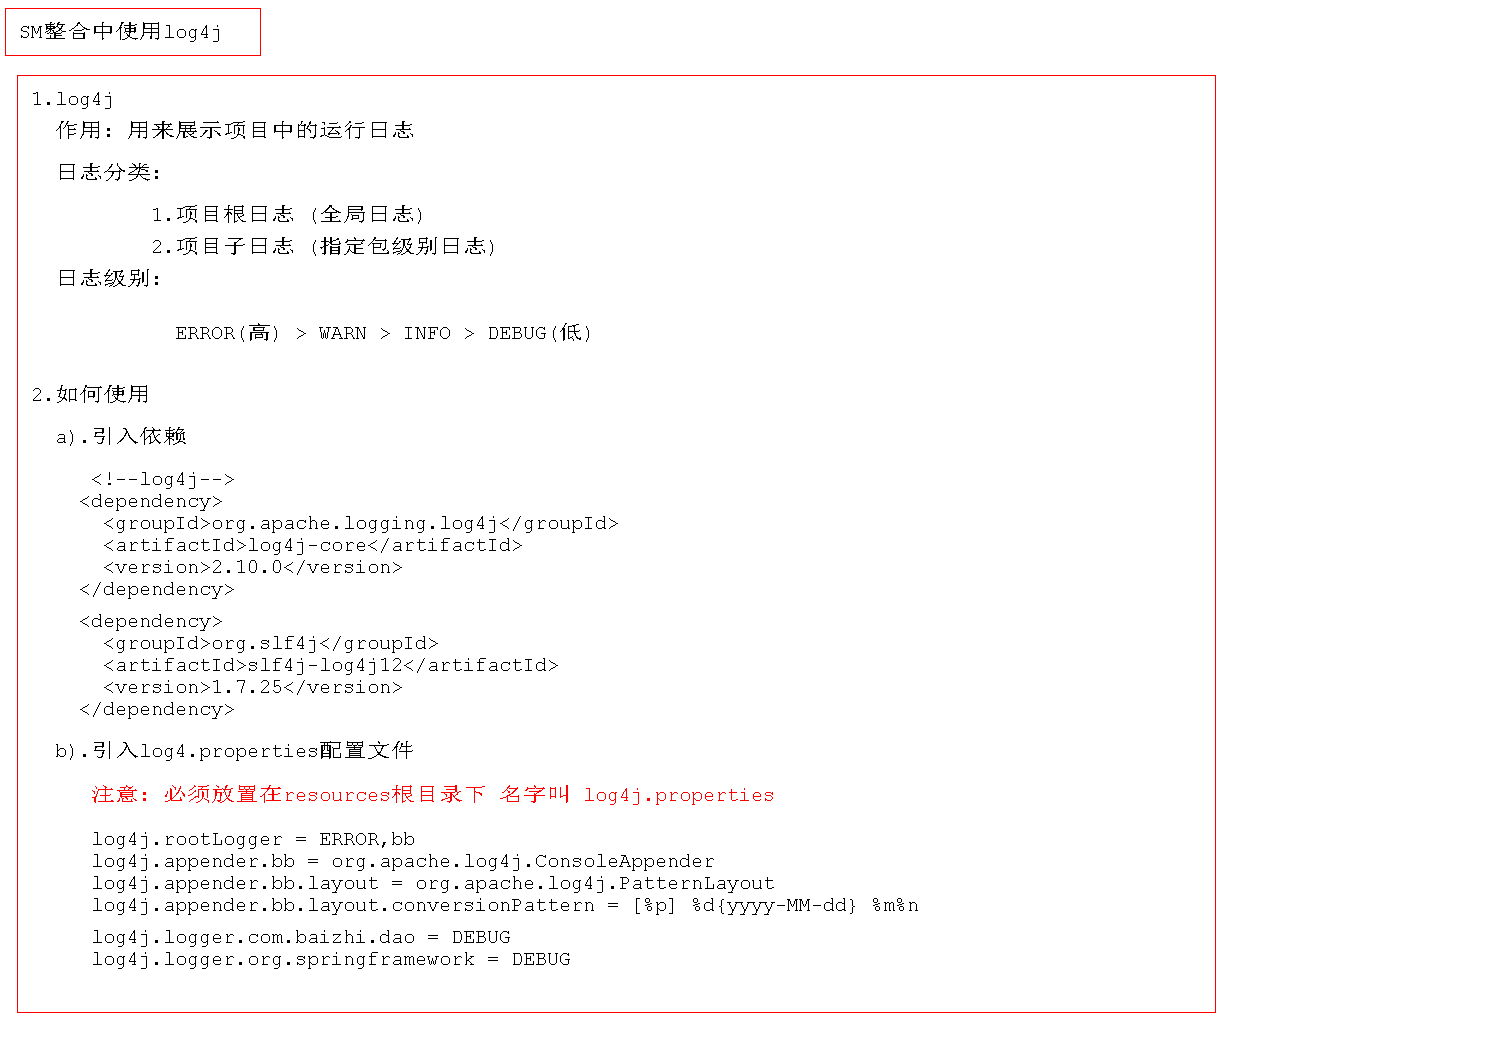 SM整合中使用log4j
1.log4j
作用: 用来展示项目中的运行日志
日志分类:
1.项目根日志 (全局日志)
2.项目子日志 (指定包级别日志)
日志级别:
ERROR(高) > WARN > INFO > DEBUG(低)
2.如何使用
a).引入依赖
<!--log4j-->
<dependency>
<groupId>org.apache.logging.log4j</groupId>
<artifactId>log4j-core</artifactId>
<version>2.10.0</version>
</dependency>
<dependency>
<groupId>org.slf4j</groupId>
<artifactId>slf4j-log4j12</artifactId>
<version>1.7.25</version>
</dependency>
b).引入log4.properties配置文件
注意: 必须放置在resources根目录下 名字叫 log4j.properties
log4j.rootLogger = ERROR,bb
log4j.appender.bb = org.apache.log4j.ConsoleAppender
log4j.appender.bb.layout = org.apache.log4j.PatternLayout
log4j.appender.bb.layout.conversionPattern = [%p] %d{yyyy-MM-dd} %m%n
log4j.logger.com.baizhi.dao = DEBUG
log4j.logger.org.springframework = DEBUG